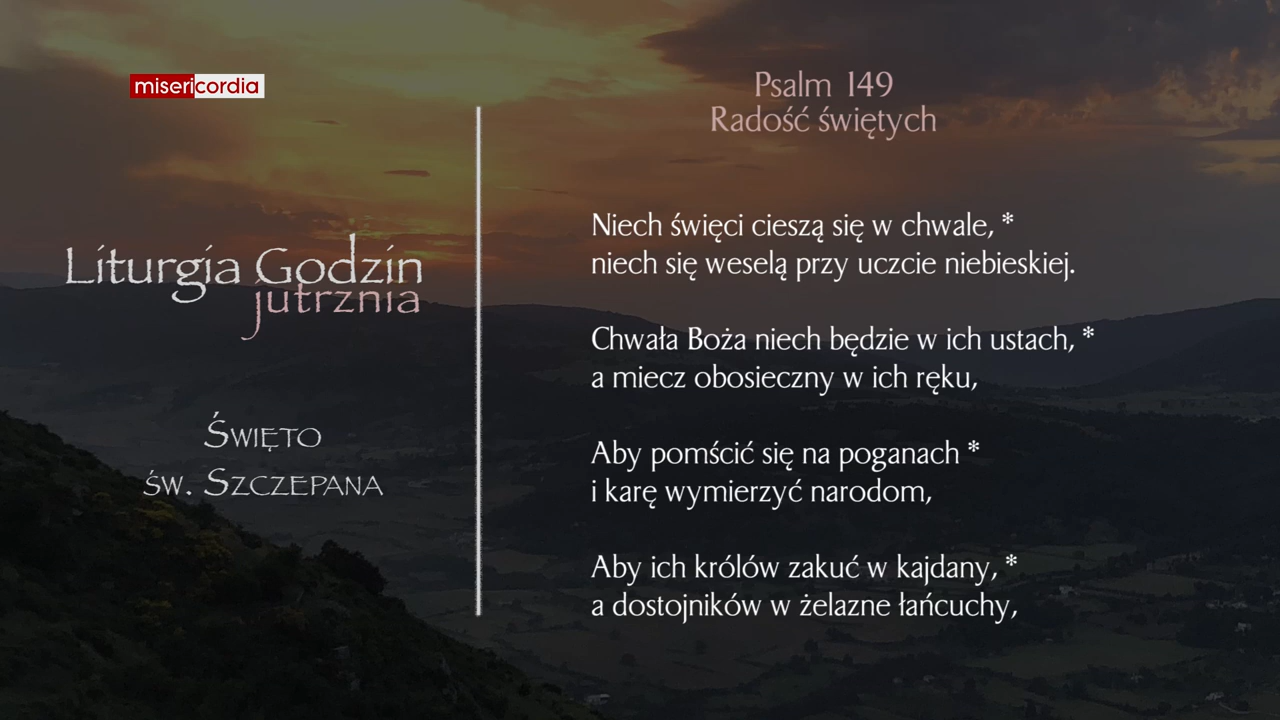 misericordia
Liturgia Godzin
jutrznia
Święto
św. Szczepana
Psalm 149
Radość świętych
Niech święci cieszą się w chwale, *
niech się weselą przy uczcie niebieskiej.
Chwała Boża niech będzie w ich ustach, *
a miecz obosieczny w ich ręku,
Aby pomścić się na poganach *
i karę wymierzyć narodom,
Aby ich królów zakuć w kajdany, *
a dostojników w żelazne łańcuchy,